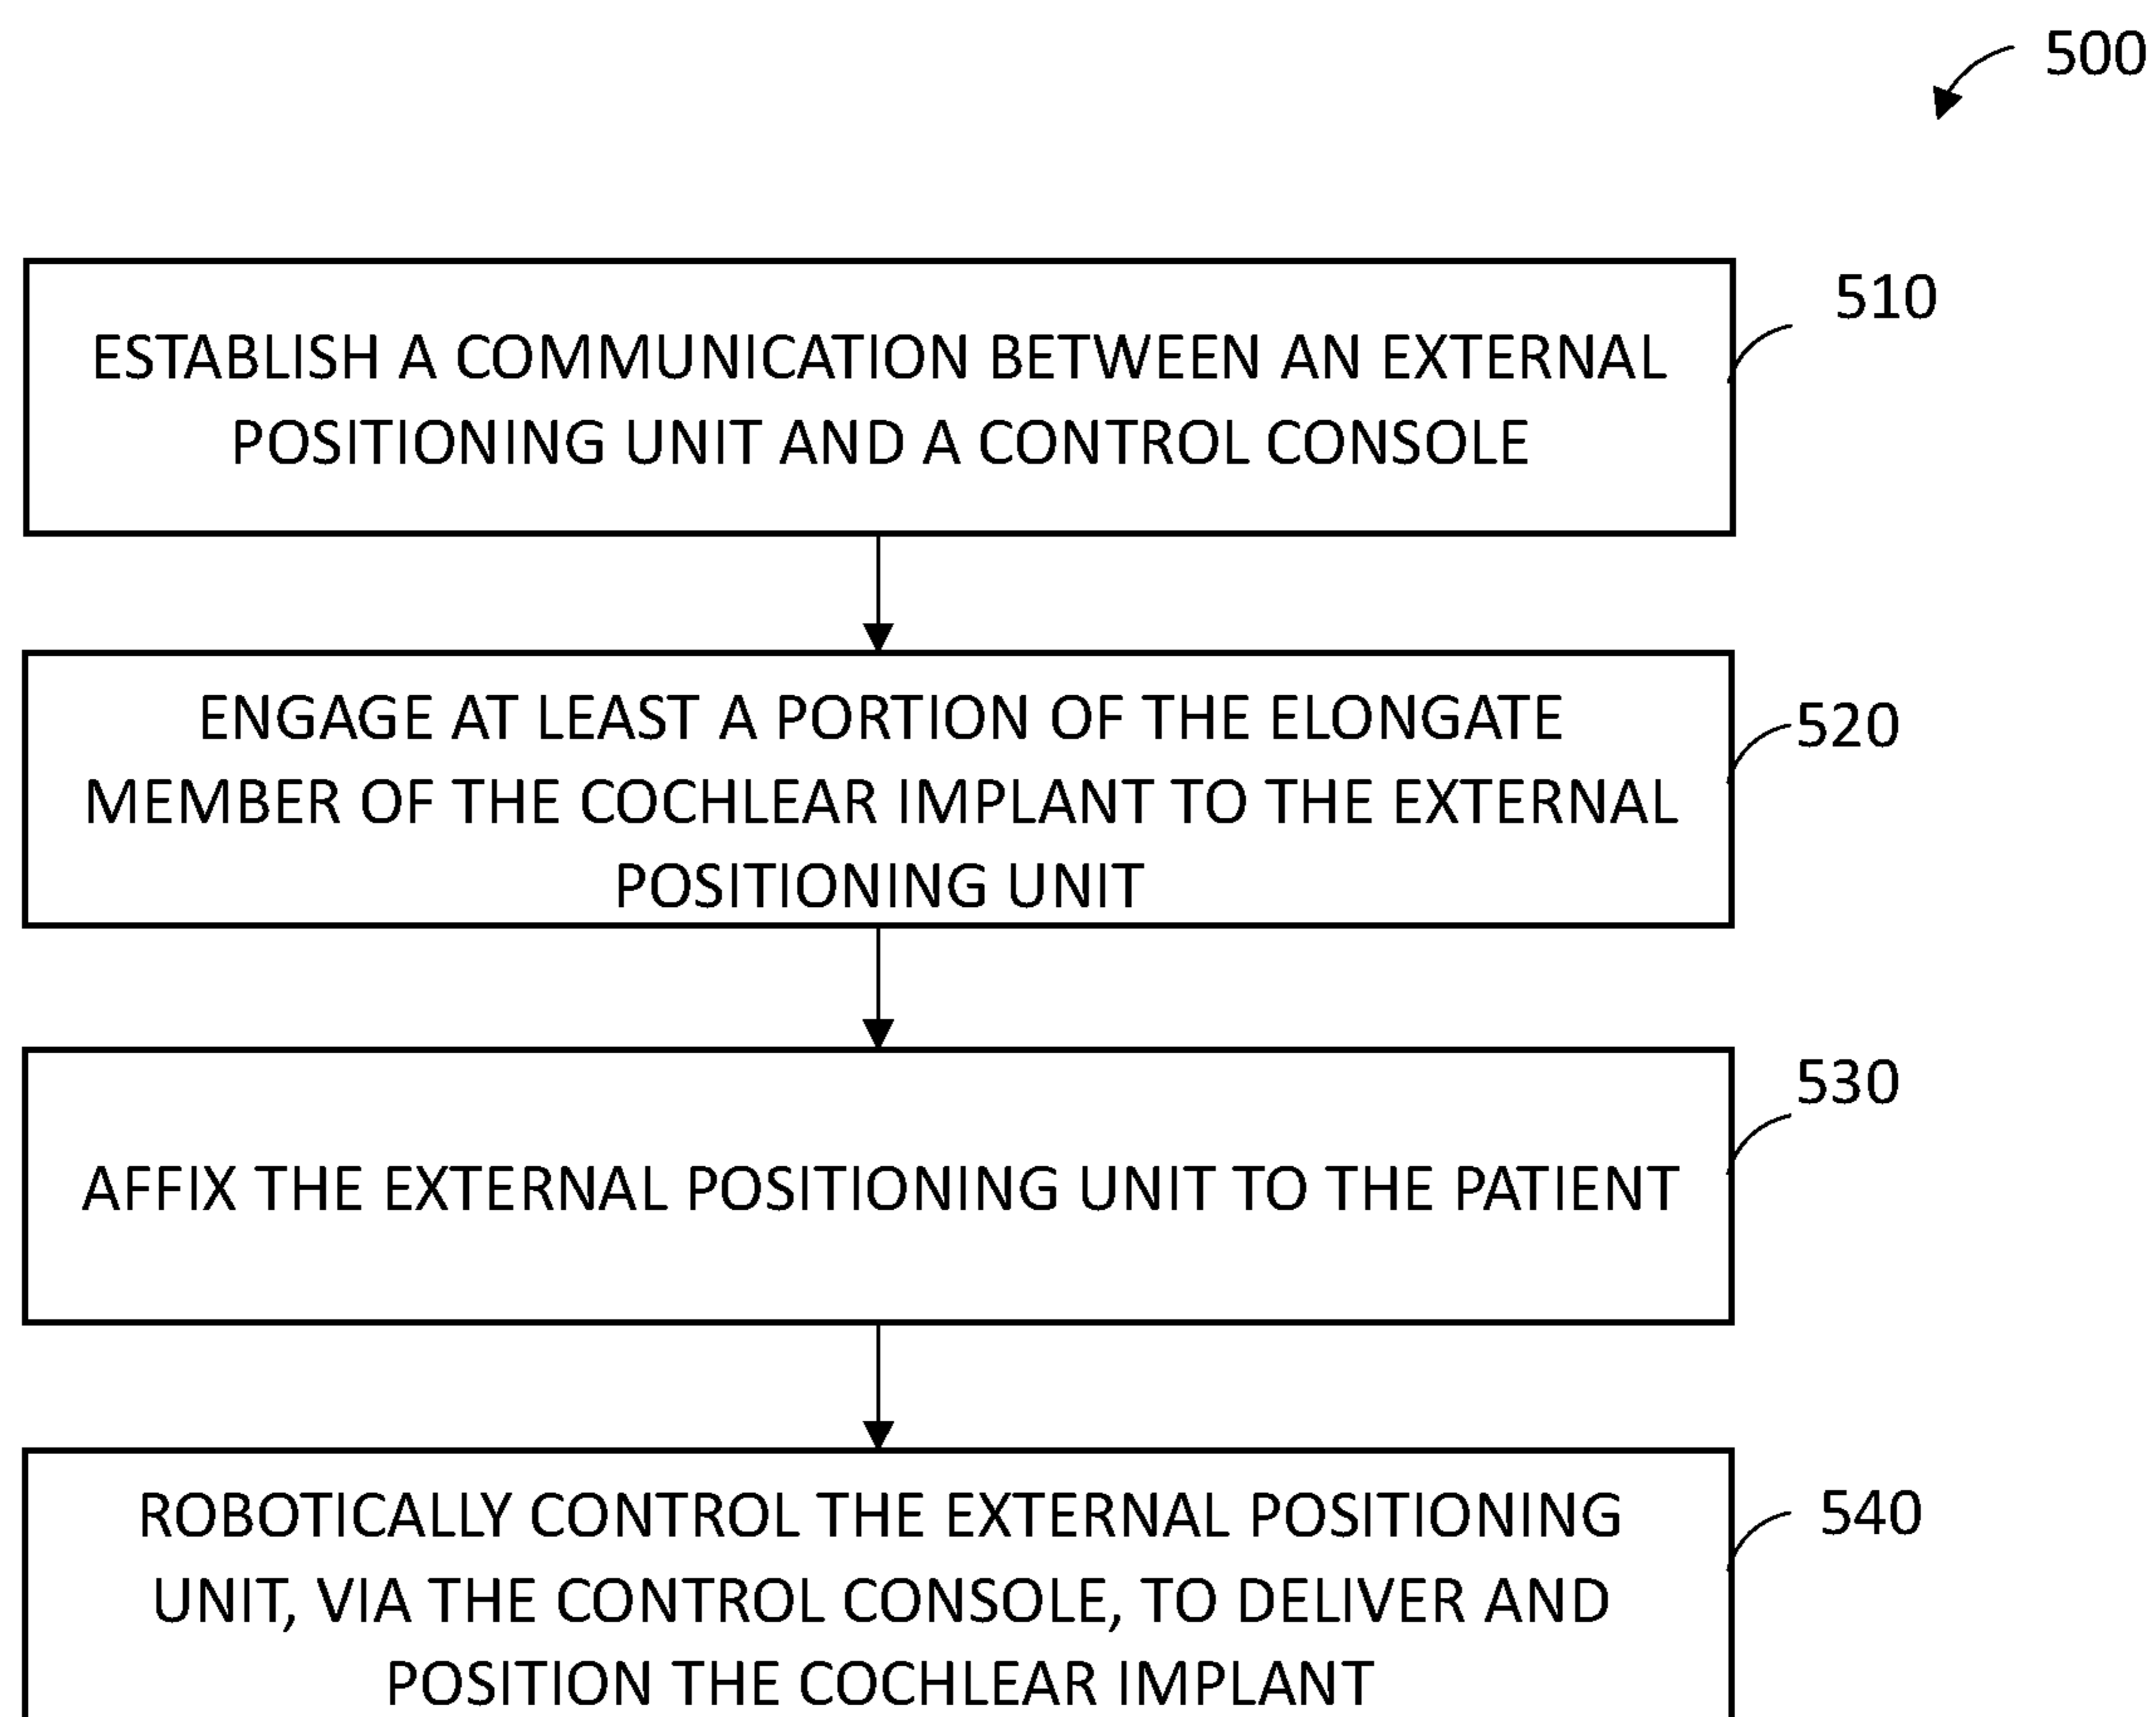 500
510
ESTABLISH A COMMUNICATION BETWEEN AN EXTERNAL
POSITIONING UNIT AND A CONTROL CONSOLE
520
ENGAGE AT LEAST A PORTION OF THE ELONGATE
MEMBER OF THE COCHLEAR IMPLANT TO THE EXTERNAL
POSITIONING UNIT
530
AFFIX THE EXTERNAL POSITIONING UNIT TO THE PATIENT
540
ROBOTICALLY CONTROL THE EXTERNAL POSITIONING
UNIT, VIA THE CONTROL CONSOLE, TO DELIVER AND
POSITION THE COCHLEAR IMPLANT